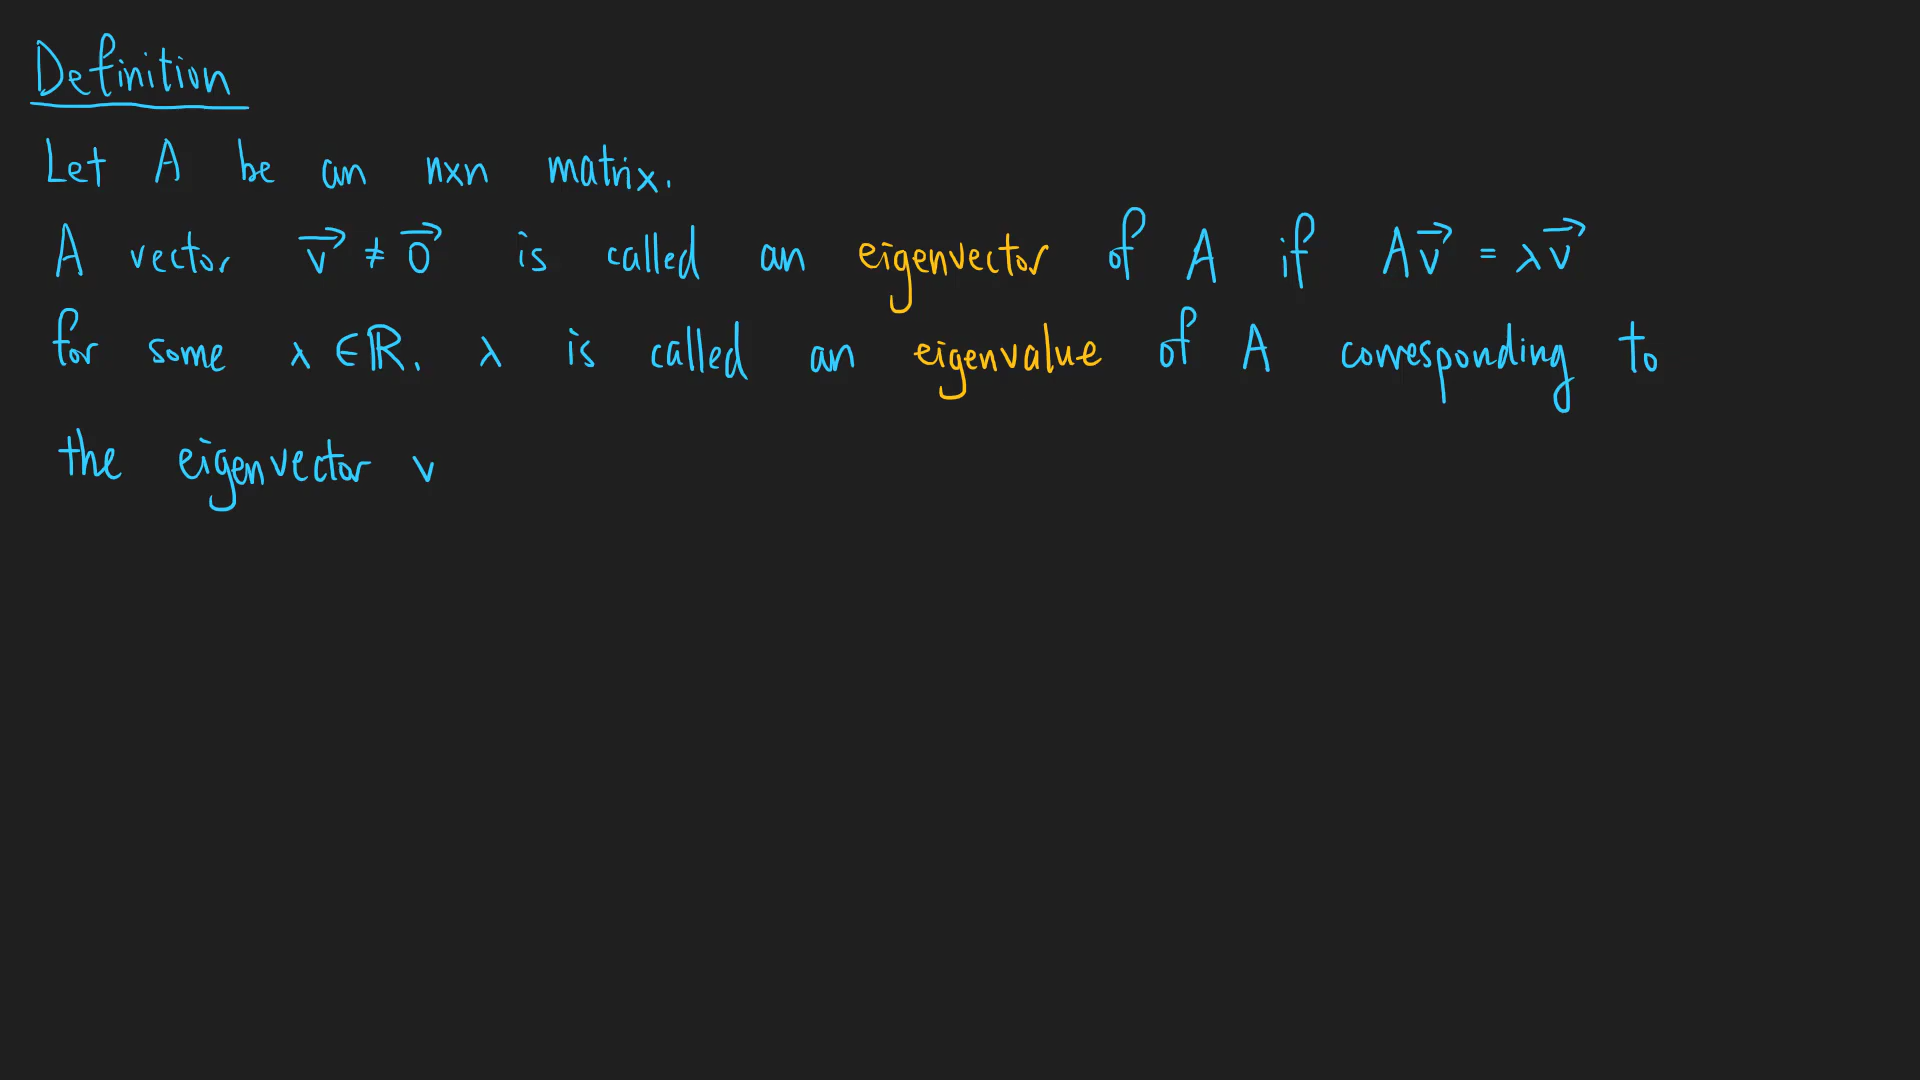 Definition
Let A be an n×n matrix.
A vector v⃗ ≠ 0⃗ is called an eigenvector of A if Av⃗ = λv⃗
for some λ ∈ ℝ. λ is called an eigenvalue of A corresponding to
the eigenvector v